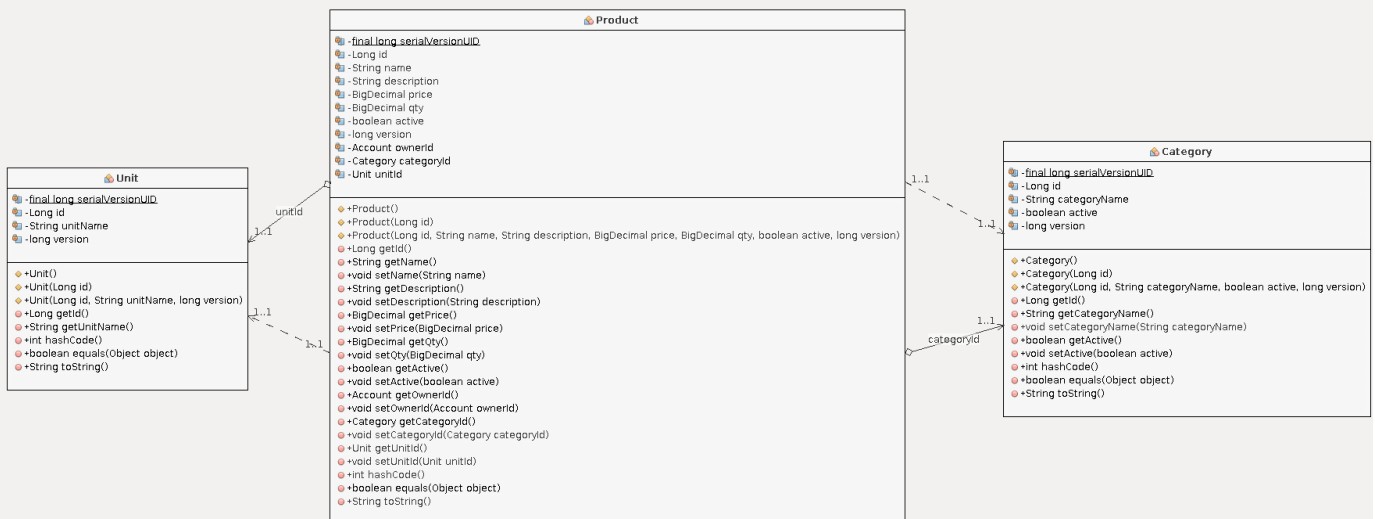 Product
-final long serialVersionUID
-Long id
-String name
-String description
-BigDecimal price
-BigDecimal qty
-boolean active
-long version
-Account ownerId
-Category categoryId
-Unit unitId
+Product()
+Product(Long id)
+Product(Long id, String name, String description, BigDecimal price, BigDecimal qty, boolean active, long version)
+Long getId()
+String getName()
+void setName(String name)
+String getDescription()
+void setDescription(String description)
+BigDecimal getPrice()
+void setPrice(BigDecimal price)
+BigDecimal getQty()
+void setQty(BigDecimal qty)
+boolean getActive()
+void setActive(boolean active)
+Account getOwnerId()
+void setOwnerId(Account ownerId)
+Category getCategoryId()
+void setCategoryId(Category categoryId)
+Unit getUnitId()
+void setUnitId(Unit unitId)
+int hashCode()
+boolean equals(Object object)
+String toString()
Unit
-final long serialVersionUID
-Long id
-String unitName
-long version
+Unit()
+Unit(Long id)
+Unit(Long id, String unitName, long version)
+Long getId()
+String getUnitName()
+int hashCode()
+boolean equals(Object object)
+String toString()
unitId
1..1
1..1
1..1
Category
-final long serialVersionUID
-Long id
-String categoryName
-boolean active
-long version
+Category()
+Category(Long id)
+Category(Long id, String categoryName, boolean active, long version)
+Long getId()
+String getCategoryName()
+void setCategoryName(String categoryName)
+boolean getActive()
+void setActive(boolean active)
+int hashCode()
+boolean equals(Object object)
+String toString()
1..1
1..1
1..1
categoryId